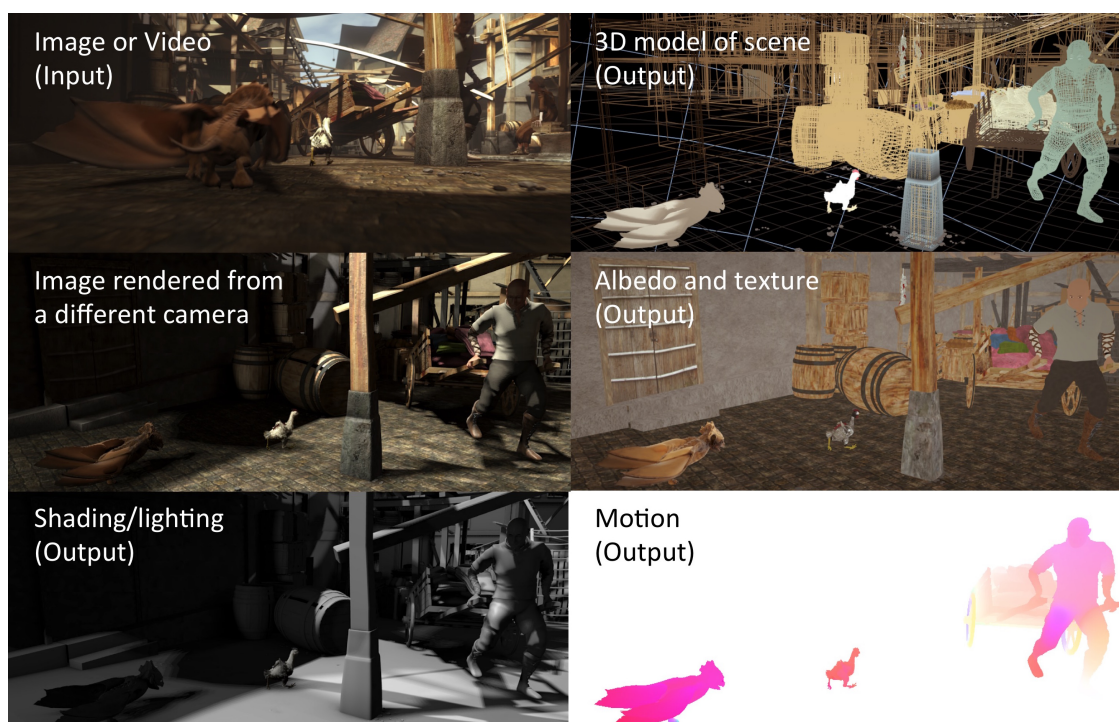 Image or Video
(Input)
3D model of scene
(Output)
Image rendered from
a different camera
Albedo and texture
(Output)
Shading/lighting
(Output)
Motion
(Output)